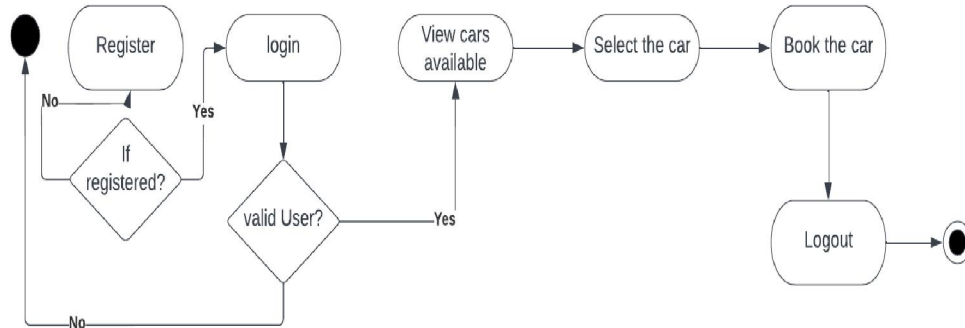 Register
login
View cars
available
Select the car
Book the car
No
Yes
If
registered?
valid User?
Yes
Logout
No